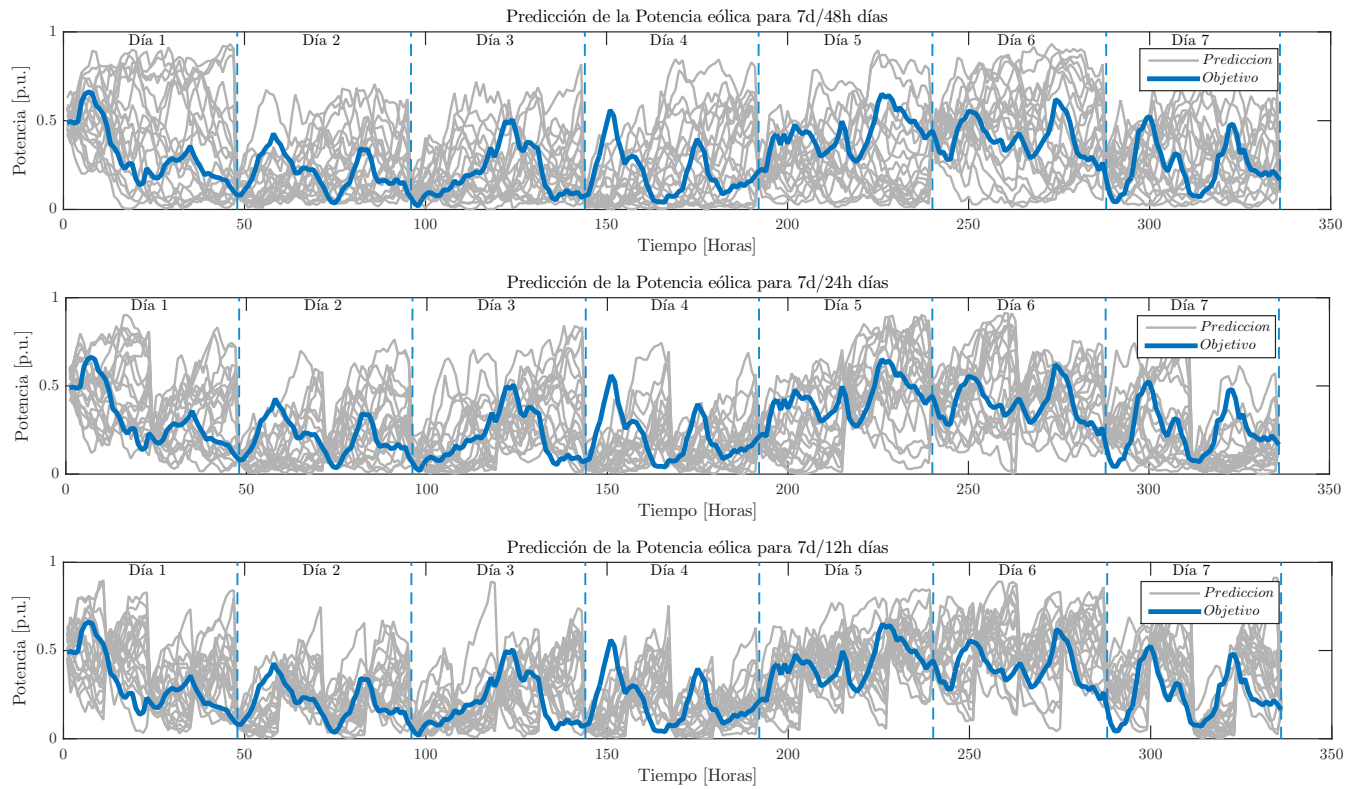 Predicción de la Potencia eólica para 7d/48h días
Día 1 Día 2 Día 3 Día 4 Día 5 Día 6 Día 7
Prediccion
Objetivo
Potencia [p.u.]
1
0.5
0
0 50 100 150 200 250 300 350
Tiempo [Horas]
Predicción de la Potencia eólica para 7d/24h días
Día 1 Día 2 Día 3 Día 4 Día 5 Día 6 Día 7
Prediccion
Objetivo
Potencia [p.u.]
1
0.5
0
0 50 100 150 200 250 300 350
Tiempo [Horas]
Predicción de la Potencia eólica para 7d/12h días
Día 1 Día 2 Día 3 Día 4 Día 5 Día 6 Día 7
Prediccion
Objetivo
Potencia [p.u.]
1
0.5
0
0 50 100 150 200 250 300 350
Tiempo [Horas]